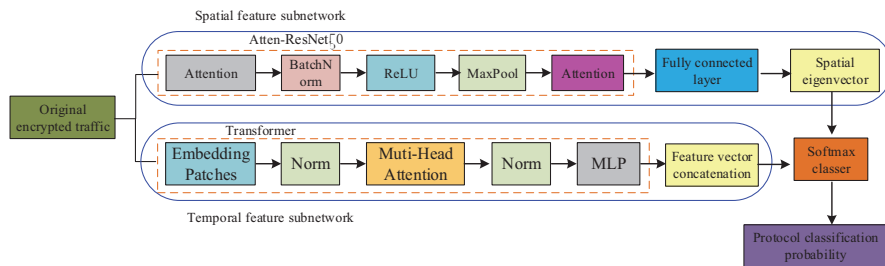 Spatial feature subnetwork
Atten-ResNet50
Attention
BatchN
orm
ReLU
MaxPool
Attention
Fully connected
layer
Spatial
eigenvector
Original
encrypted traffic
Transformer
Embedding
Patches
Norm
Muti-Head
Attention
Norm
MLP
Feature vector
concatenation
Softmax
classer
Temporal feature subnetwork
Protocol classification
probability